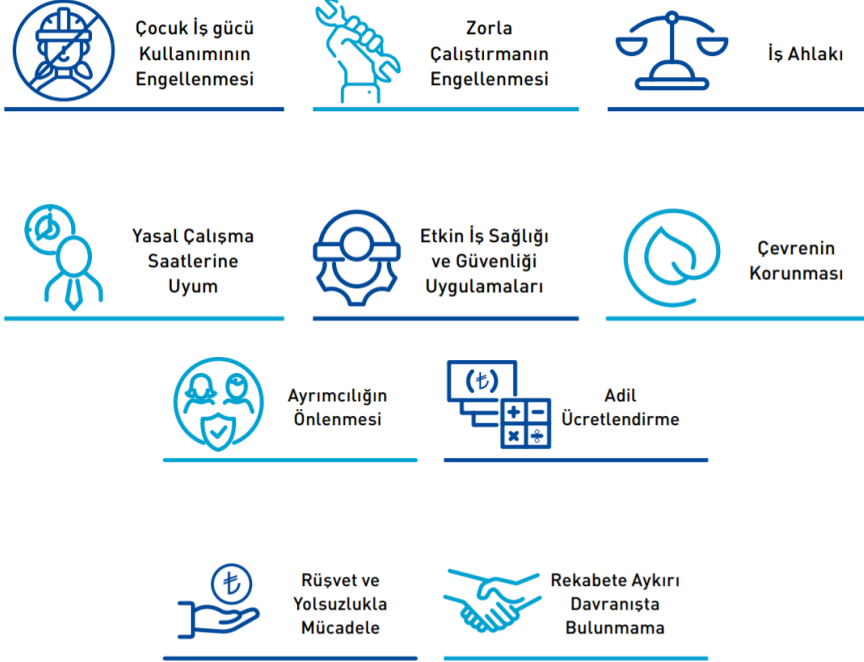 Çocuk İş gücü
Kullanımının
Engellenmesi
Zorla
Çalıştırmanın
Engellenmesi
İş Ahlakı
Yasal Çalışma
Saatlerine
Uyum
Etkin İş Sağlığı
ve Güvenliği
Uygulamaları
Çevrenin
Korunması
Ayrımcılığın
Önlenmesi
(₺)
Adil
Ücretlendirme
₺
Rüşvet ve
Yolsuzlukla
Mücadele
Rekabete Aykırı
Davranışta
Bulunmama